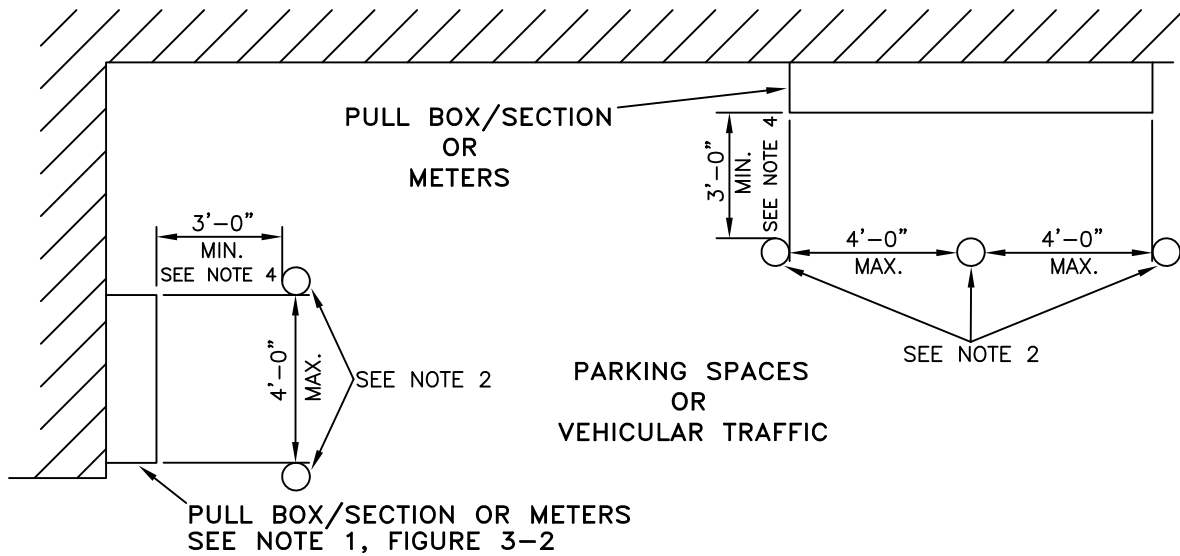 PULL BOX/SECTION
OR
METERS
3'-0"
MIN.
SEE NOTE 4
4'-0"
MAX.
4'-0"
MAX.
SEE NOTE 2
3'-0"
MIN.
SEE NOTE 4
4'-0"
MAX.
SEE NOTE 2
PARKING SPACES
OR
VEHICULAR TRAFFIC
PULL BOX/SECTION OR METERS
SEE NOTE 1, FIGURE 3-2